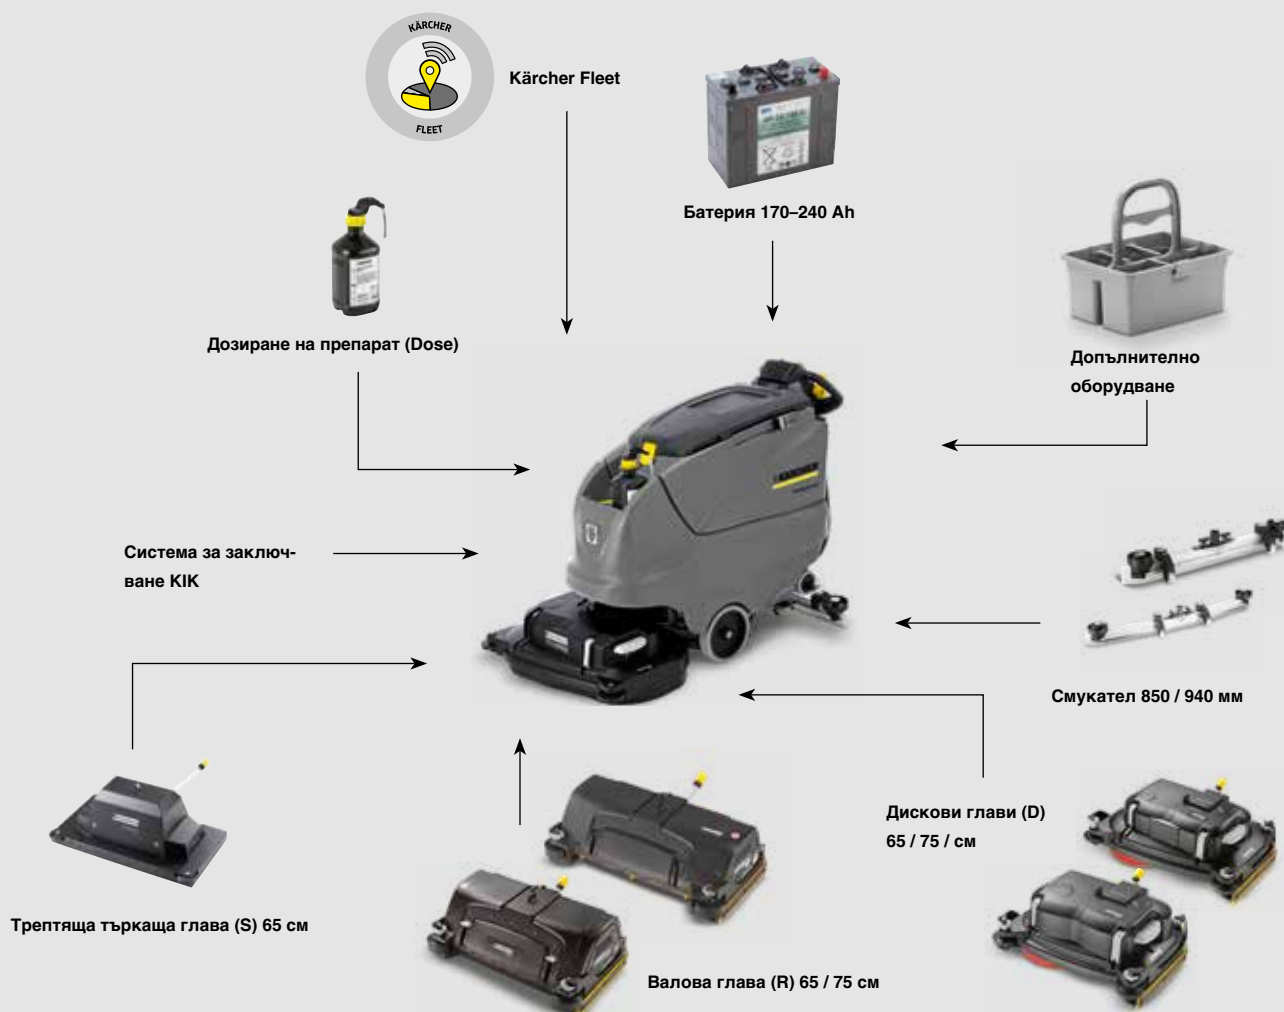 KÄRCHER
FLEET
Kärcher Fleet
Батерия 170–240 Ah
Дозиране на препарат (Dose)
Допълнително
оборудване
KÄRCHER
Система за заключ-
ване KIK
Смукател 850 / 940 мм
Дискови глави (D)
65 / 75 / см
Трептяща търкаща глава (S) 65 см
Валова глава (R) 65 / 75 см